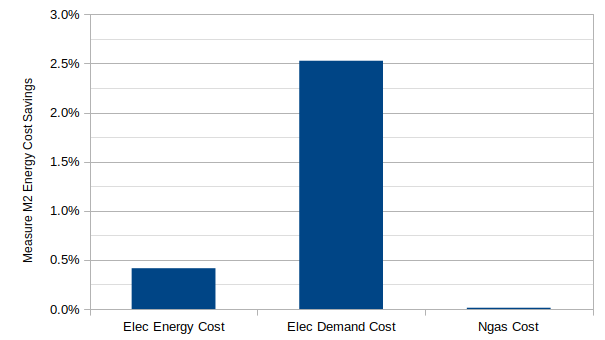 3.0%
2.5%
2.0%
1.5%
1.0%
0.5%
0.0%
Measure M2 Energy Cost Savings
Elec Energy Cost
Elec Demand Cost
Ngas Cost